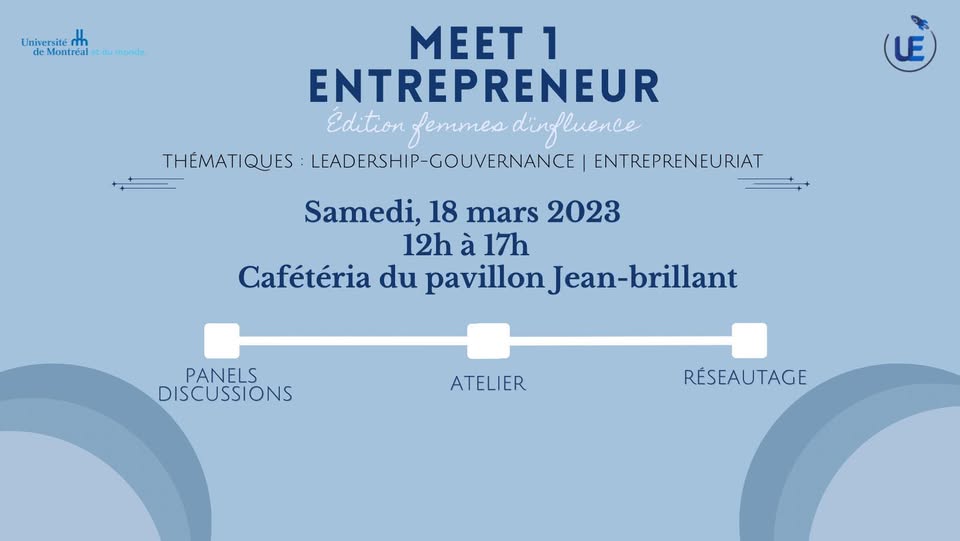 Université
de Montréal et du monde.
MEET 1
ENTREPRENEUR
UÈ
Édition femmes d'influence
THÉMATIQUES : LEADERSHIP-GOUVERNANCE | ENTREPRENEURIAT
Samedi, 18 mars 2023
12h à 17h
Cafétéria du pavillon Jean-brillant
PANELS
DISCUSSIONS
ATELIER
RÉSEAUTAGE